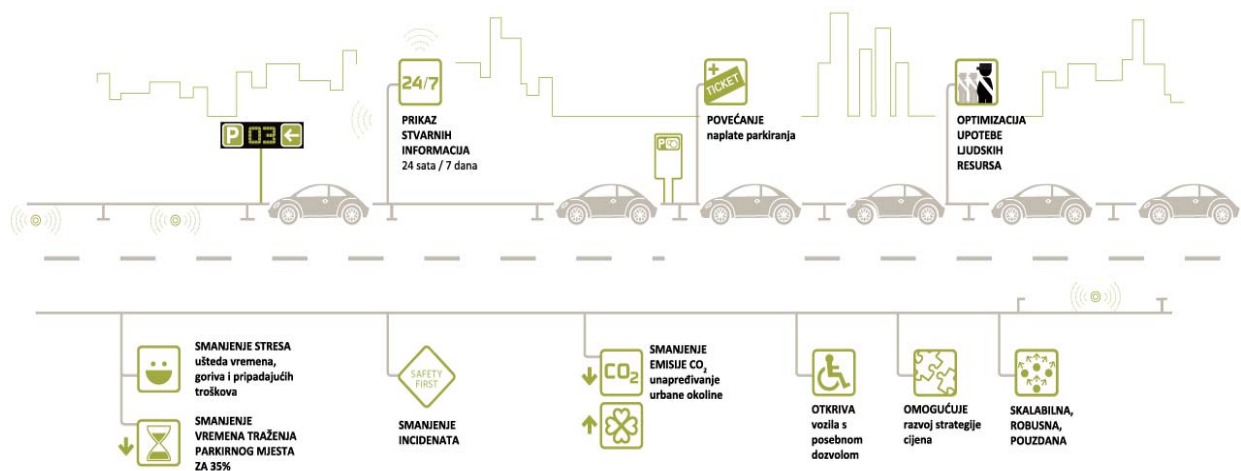 24/7
PRIKAZ
STVARNIH
INFORMACIJA
24 sata / 7 dana
P 03 ←
TICKET
POVEĆANJE
naplate parkiranja
P
OPTIMIZACIJA
UPOTEBE
LJUDSKIH
RESURSA
SMANJENJE STRESA
ušteda vremena,
goriva i pripadajućih
troškova
SMANJENJE
VREMENA TRAŽENJA
PARKIRNOG MJESTA
ZA 35%
SAFETY
FIRST
SMANJENJE
INCIDENATA
CO₂
SMANJENJE
EMISIJE CO₂
unapređivanje
urbane okoline
OTKRIVA
vozila s
posebnom
dozvolom
OMOGUĆUJE
razvoj strategije
cijena
SKALABILNA,
ROBUSNA,
POUZDANA